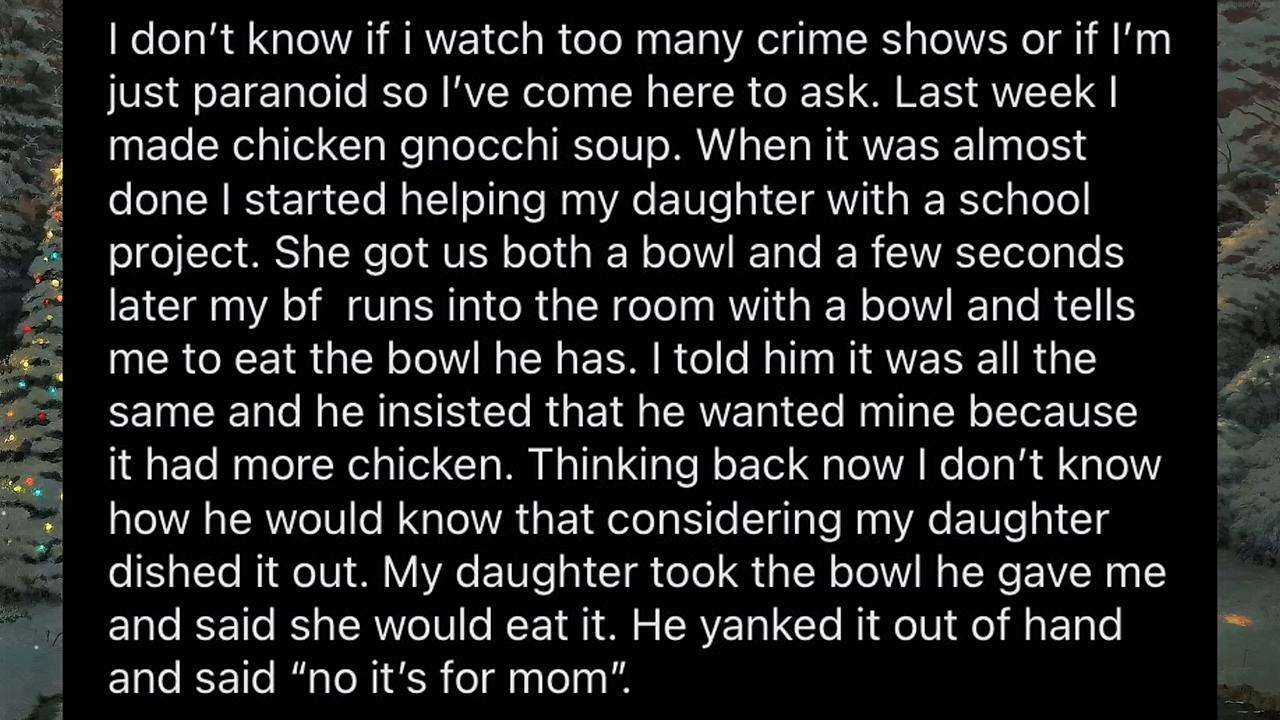 I don't know if i watch too many crime shows or if I'm
just paranoid so I've come here to ask. Last week I
made chicken gnocchi soup. When it was almost
done I started helping my daughter with a school
project. She got us both a bowl and a few seconds
later my bf  runs into the room with a bowl and tells
me to eat the bowl he has. I told him it was all the
same and he insisted that he wanted mine because
it had more chicken. Thinking back now I don't know
how he would know that considering my daughter
dished it out. My daughter took the bowl he gave me
and said she would eat it. He yanked it out of hand
and said “no it's for mom”.